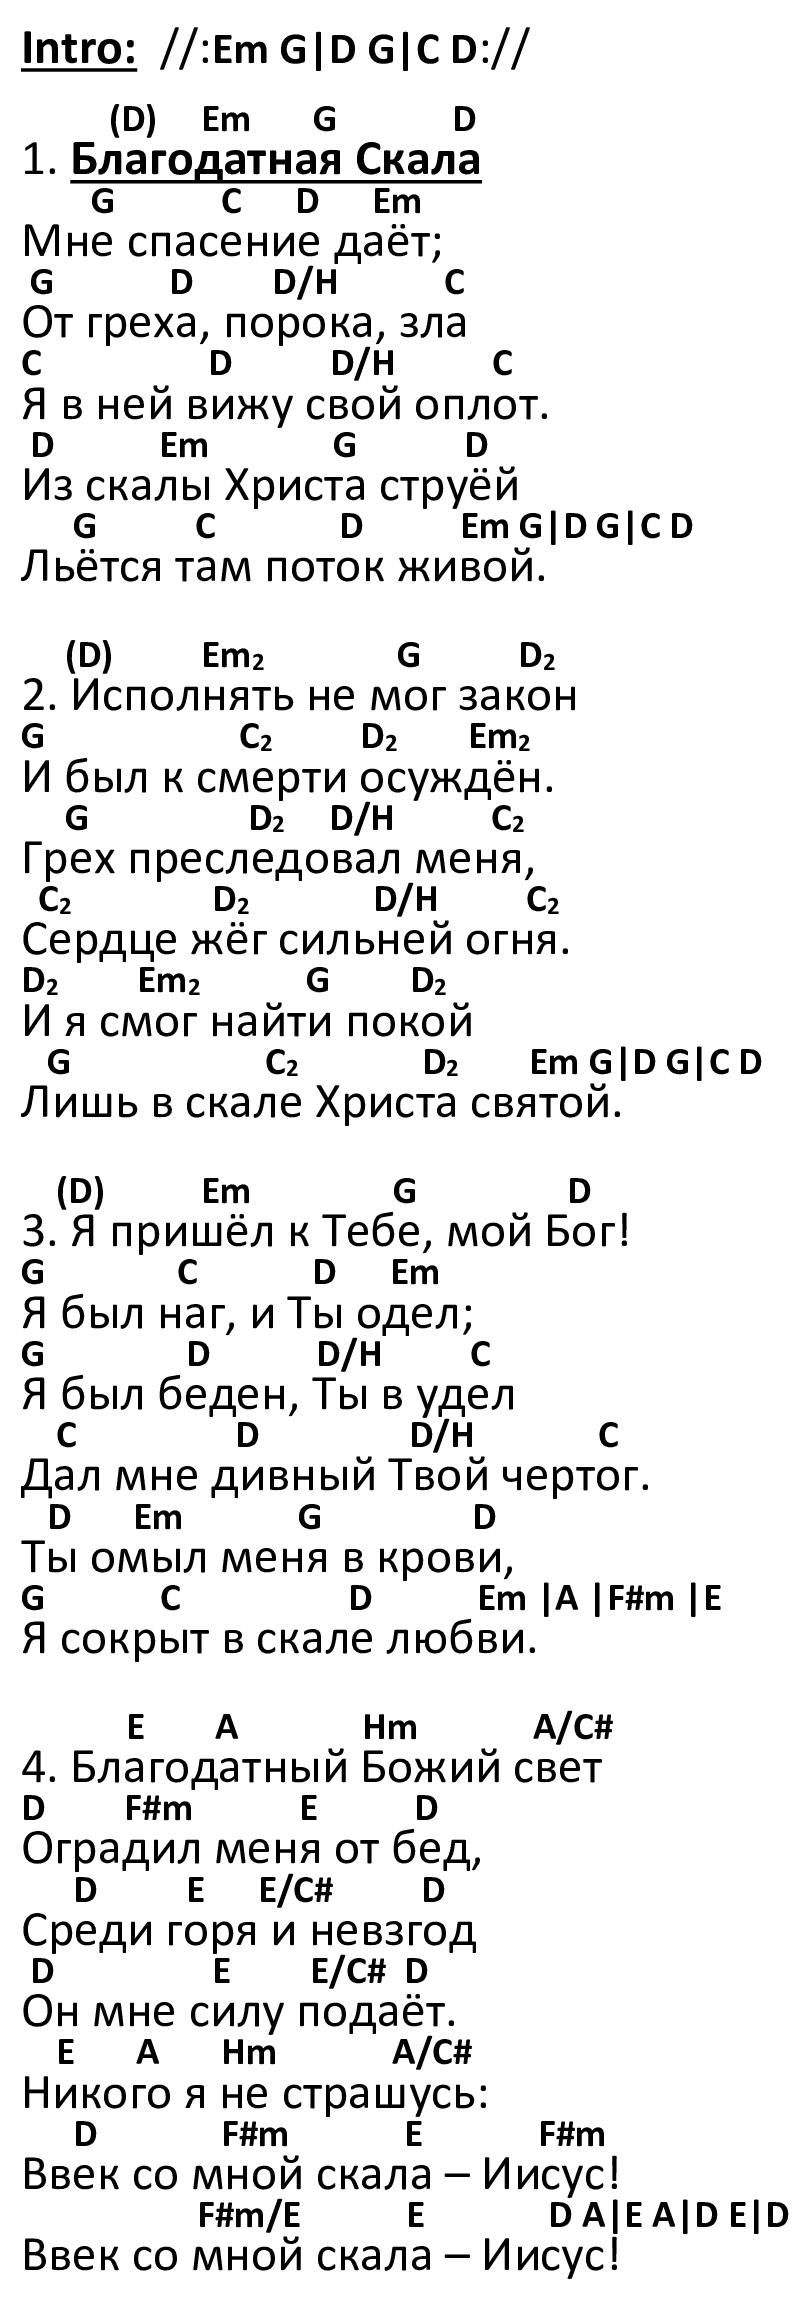 Intro: //:Em G|D G|C D://
(D) Em G D
1. Благодатная Скала
G C D Em
Мне спасение даёт;
G D D/H C
От греха, порока, зла
C D D/H C
Я в ней вижу свой оплот.
D Em G D
Из скалы Христа струёй
G C D Em G|D G|C D
Льётся там поток живой.
(D) Em2 G D2
2. Исполнять не мог закон
G C2 D2 Em2
И был к смерти осуждён.
G D2 D/H C2
Грех преследовал меня,
C2 D2 D/H C2
Сердце жёг сильней огня.
D2 Em2 G D2
И я смог найти покой
G C2 D2 Em G|D G|C D
Лишь в скале Христа святой.
(D) Em G D
3. Я пришёл к Тебе, мой Бог!
G C D Em
Я был наг, и Ты одел;
G D D/H C
Я был беден, Ты в удел
C D D/H C
Дал мне дивный Твой чертог.
D Em G D
Ты омыл меня в крови,
G C D Em |A |F#m |E
Я сокрыт в скале любви.
E A Hm A/C#
4. Благодатный Божий свет
D F#m E D
Оградил меня от бед,
D E E/C# D
Среди горя и невзгод
D E E/C# D
Он мне силу подаёт.
E A Hm A/C#
Никого я не страшусь:
D F#m E F#m
Ввек со мной скала – Иисус!
F#m/E E D A|E A|D E|D
Ввек со мной скала – Иисус!